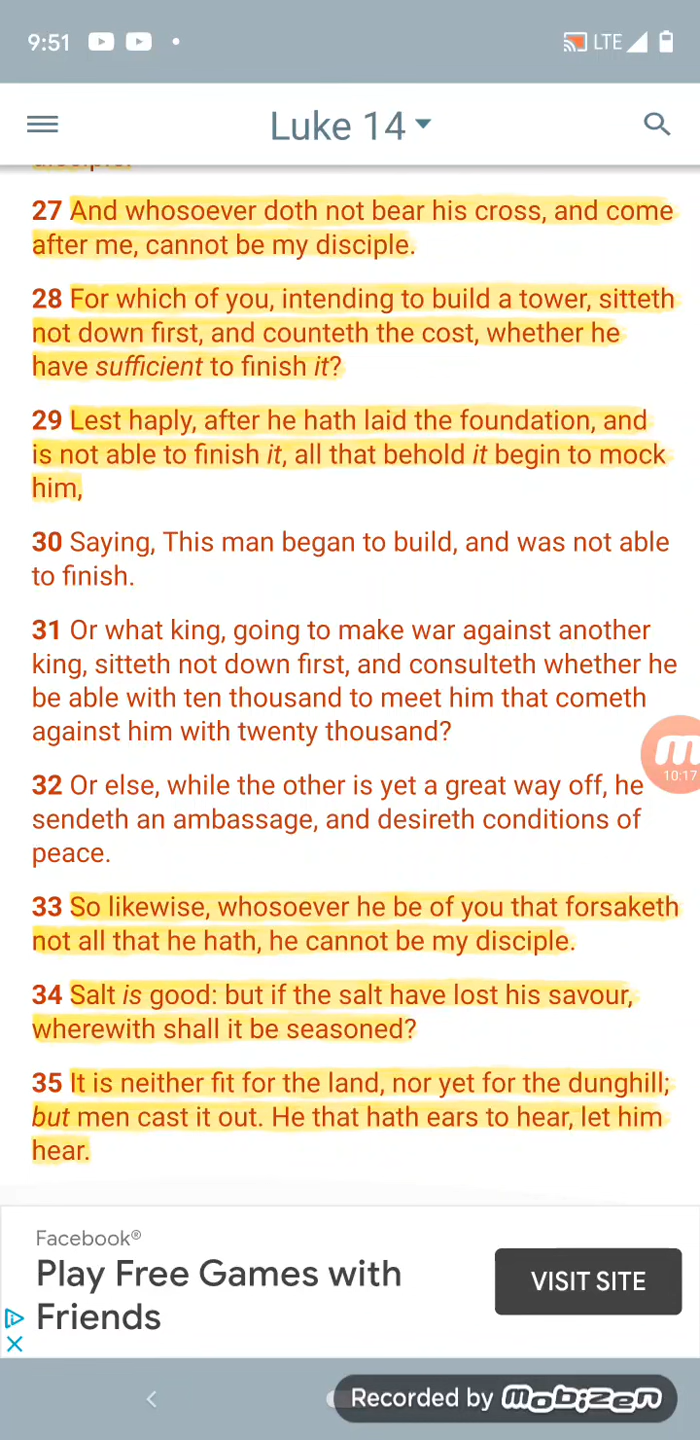 9:51
LTE
Luke 14
27 And whosoever doth not bear his cross, and come
after me, cannot be my disciple.
28 For which of you, intending to build a tower, sitteth
not down first, and counteth the cost, whether he
have sufficient to finish it?
29 Lest haply, after he hath laid the foundation, and
is not able to finish it, all that behold it begin to mock
him,
30 Saying, This man began to build, and was not able
to finish.
31 Or what king, going to make war against another
king, sitteth not down first, and consulteth whether he
be able with ten thousand to meet him that cometh
against him with twenty thousand?
m
10:17
32 Or else, while the other is yet a great way off, he
sendeth an ambassage, and desireth conditions of
peace.
33 So likewise, whosoever he be of you that forsaketh
not all that he hath, he cannot be my disciple.
34 Salt is good: but if the salt have lost his savour,
wherewith shall it be seasoned?
35 It is neither fit for the land, nor yet for the dunghill;
but men cast it out. He that hath ears to hear, let him
hear.
Facebook®
Play Free Games with
Friends
VISIT SITE
Recorded by mobizen